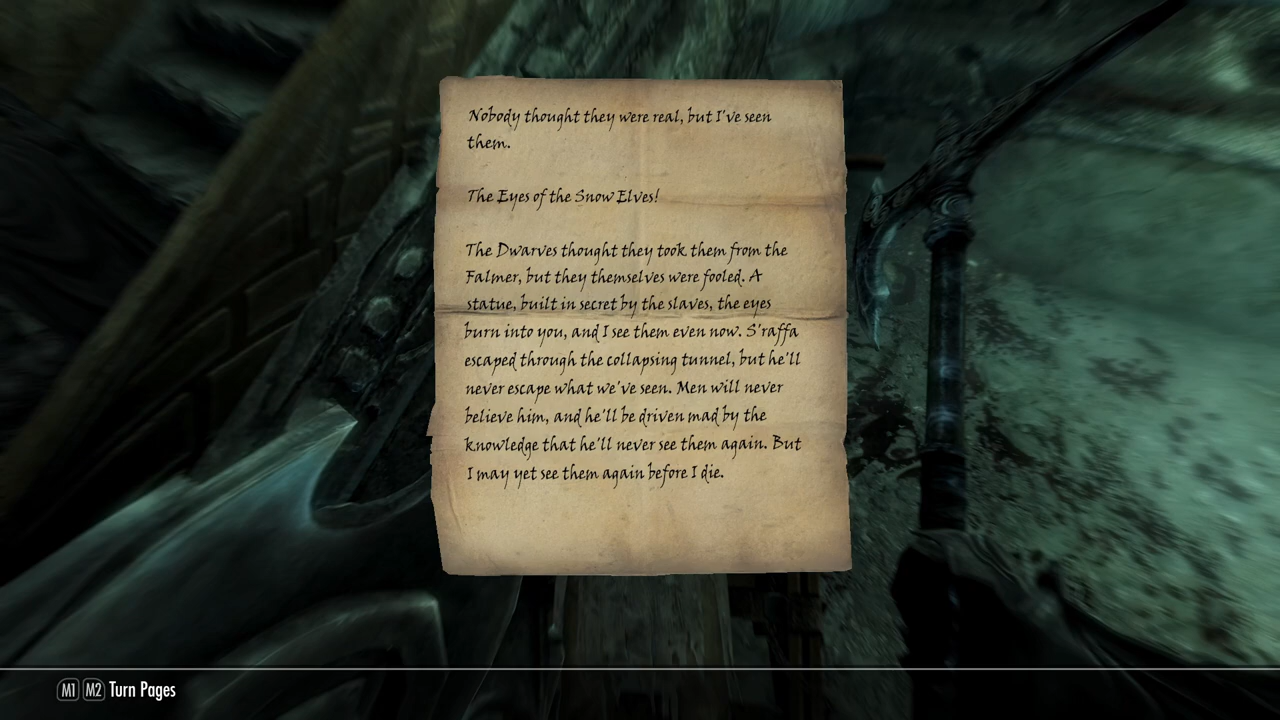 Nobody thought they were real, but I've seen
them.
The Eyes of the Snow Elves!
The Dwarves thought they took them from the
Falmer, but they themselves were fooled. A
statue, built in secret by the slaves, the eyes
burn into you, and I see them even now. S'raffa
escaped through the collapsing tunnel, but he'll
never escape what we've seen. Men will never
believe him, and he'll be driven mad by the
knowledge that he'll never see them again. But
I may yet see them again before I die.
M1 M2 Turn Pages